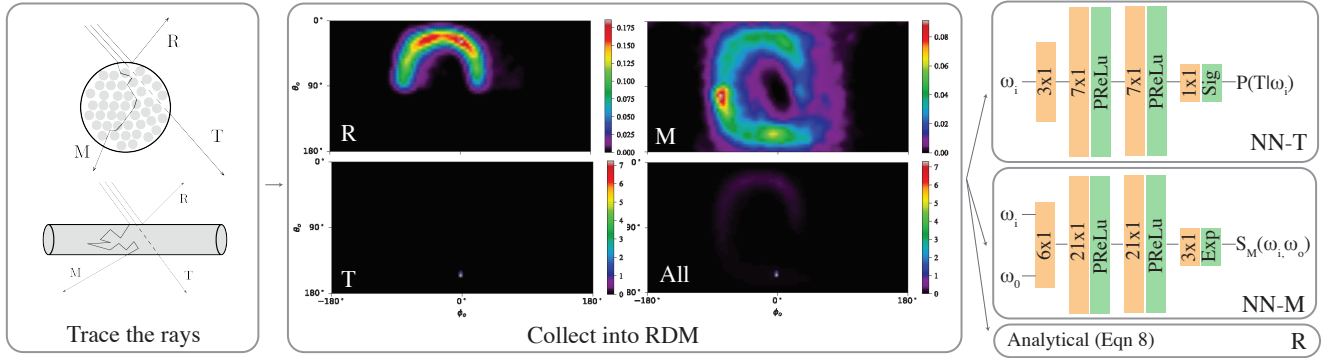 R
T
M
R
M
T
Trace the rays
0°
90°
180°
θₒ
R
0.175
0.150
0.125
0.100
0.075
0.050
0.025
0.000
M
0.08
0.06
0.04
0.02
0.00
0°
90°
180°
θₒ
T
−180°
0°
180°
ϕₒ
7
6
5
4
3
2
1
0
All
80°
−180°
0°
180°
ϕₒ
7
6
5
4
3
2
1
0
Collect into RDM
ωᵢ
3x1
7x1
PReLu
7x1
PReLu
1x1
Sig
P(T|ωᵢ)
NN-T
ωᵢ
ω₀
6x1
21x1
PReLu
21x1
PReLu
3x1
Exp
S_M(ωᵢ,ωₒ)
NN-M
Analytical (Eqn 8)
R